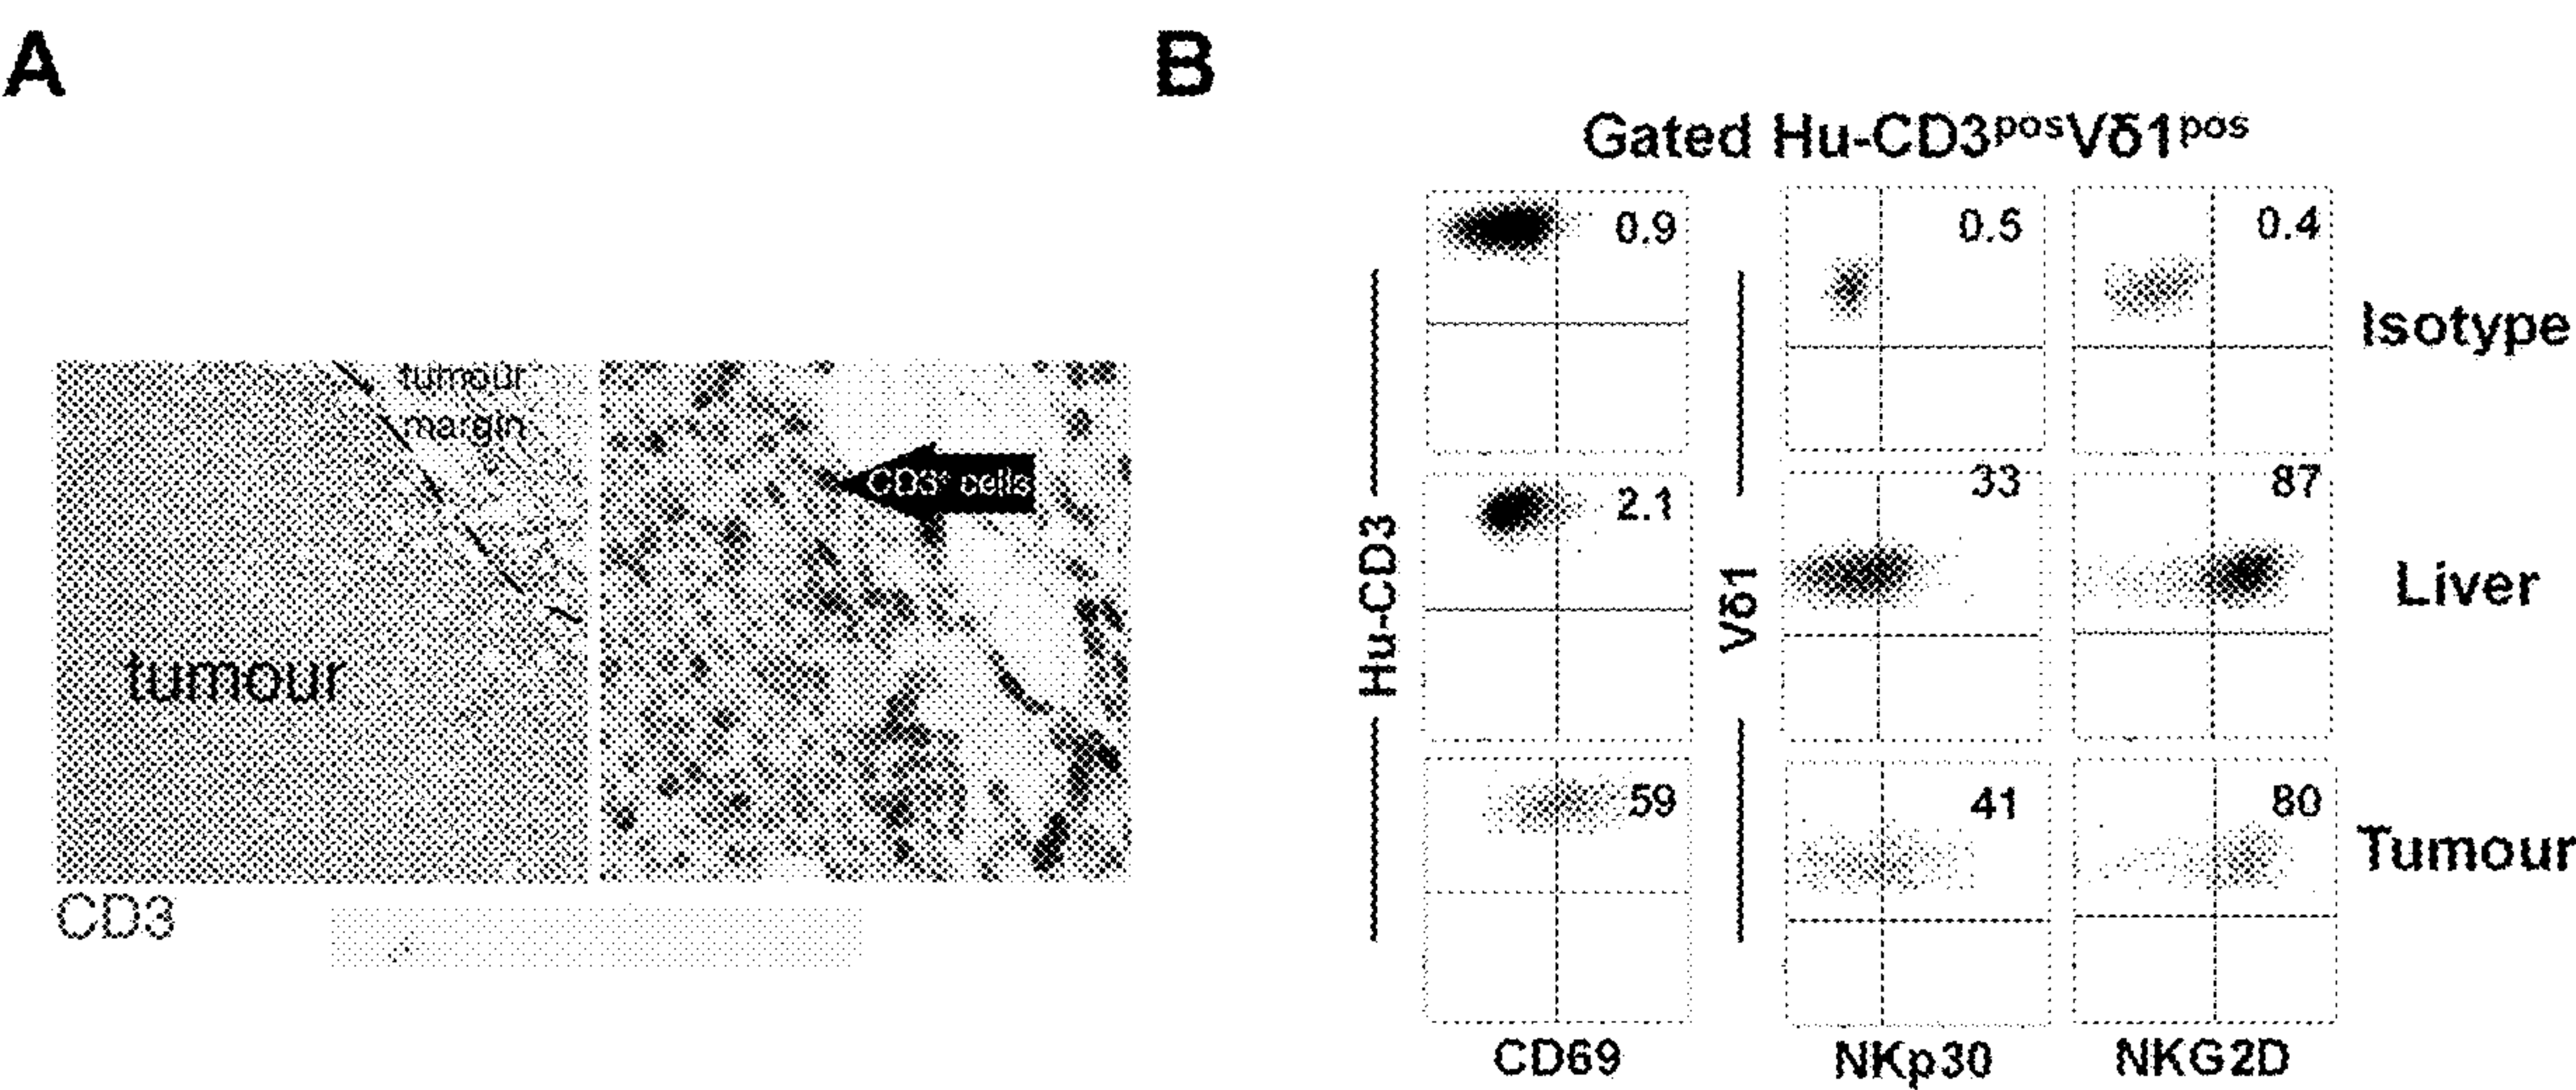 A
tumour
margin
CD3⁺ cells
tumour
CD3
B
Gated Hu-CD3ᵖᵒˢVδ1ᵖᵒˢ
0.9
0.5
0.4
Isotype
2.1
33
87
Liver
59
41
80
Tumour
Hu-CD3
Vδ1
CD69
NKp30
NKG2D